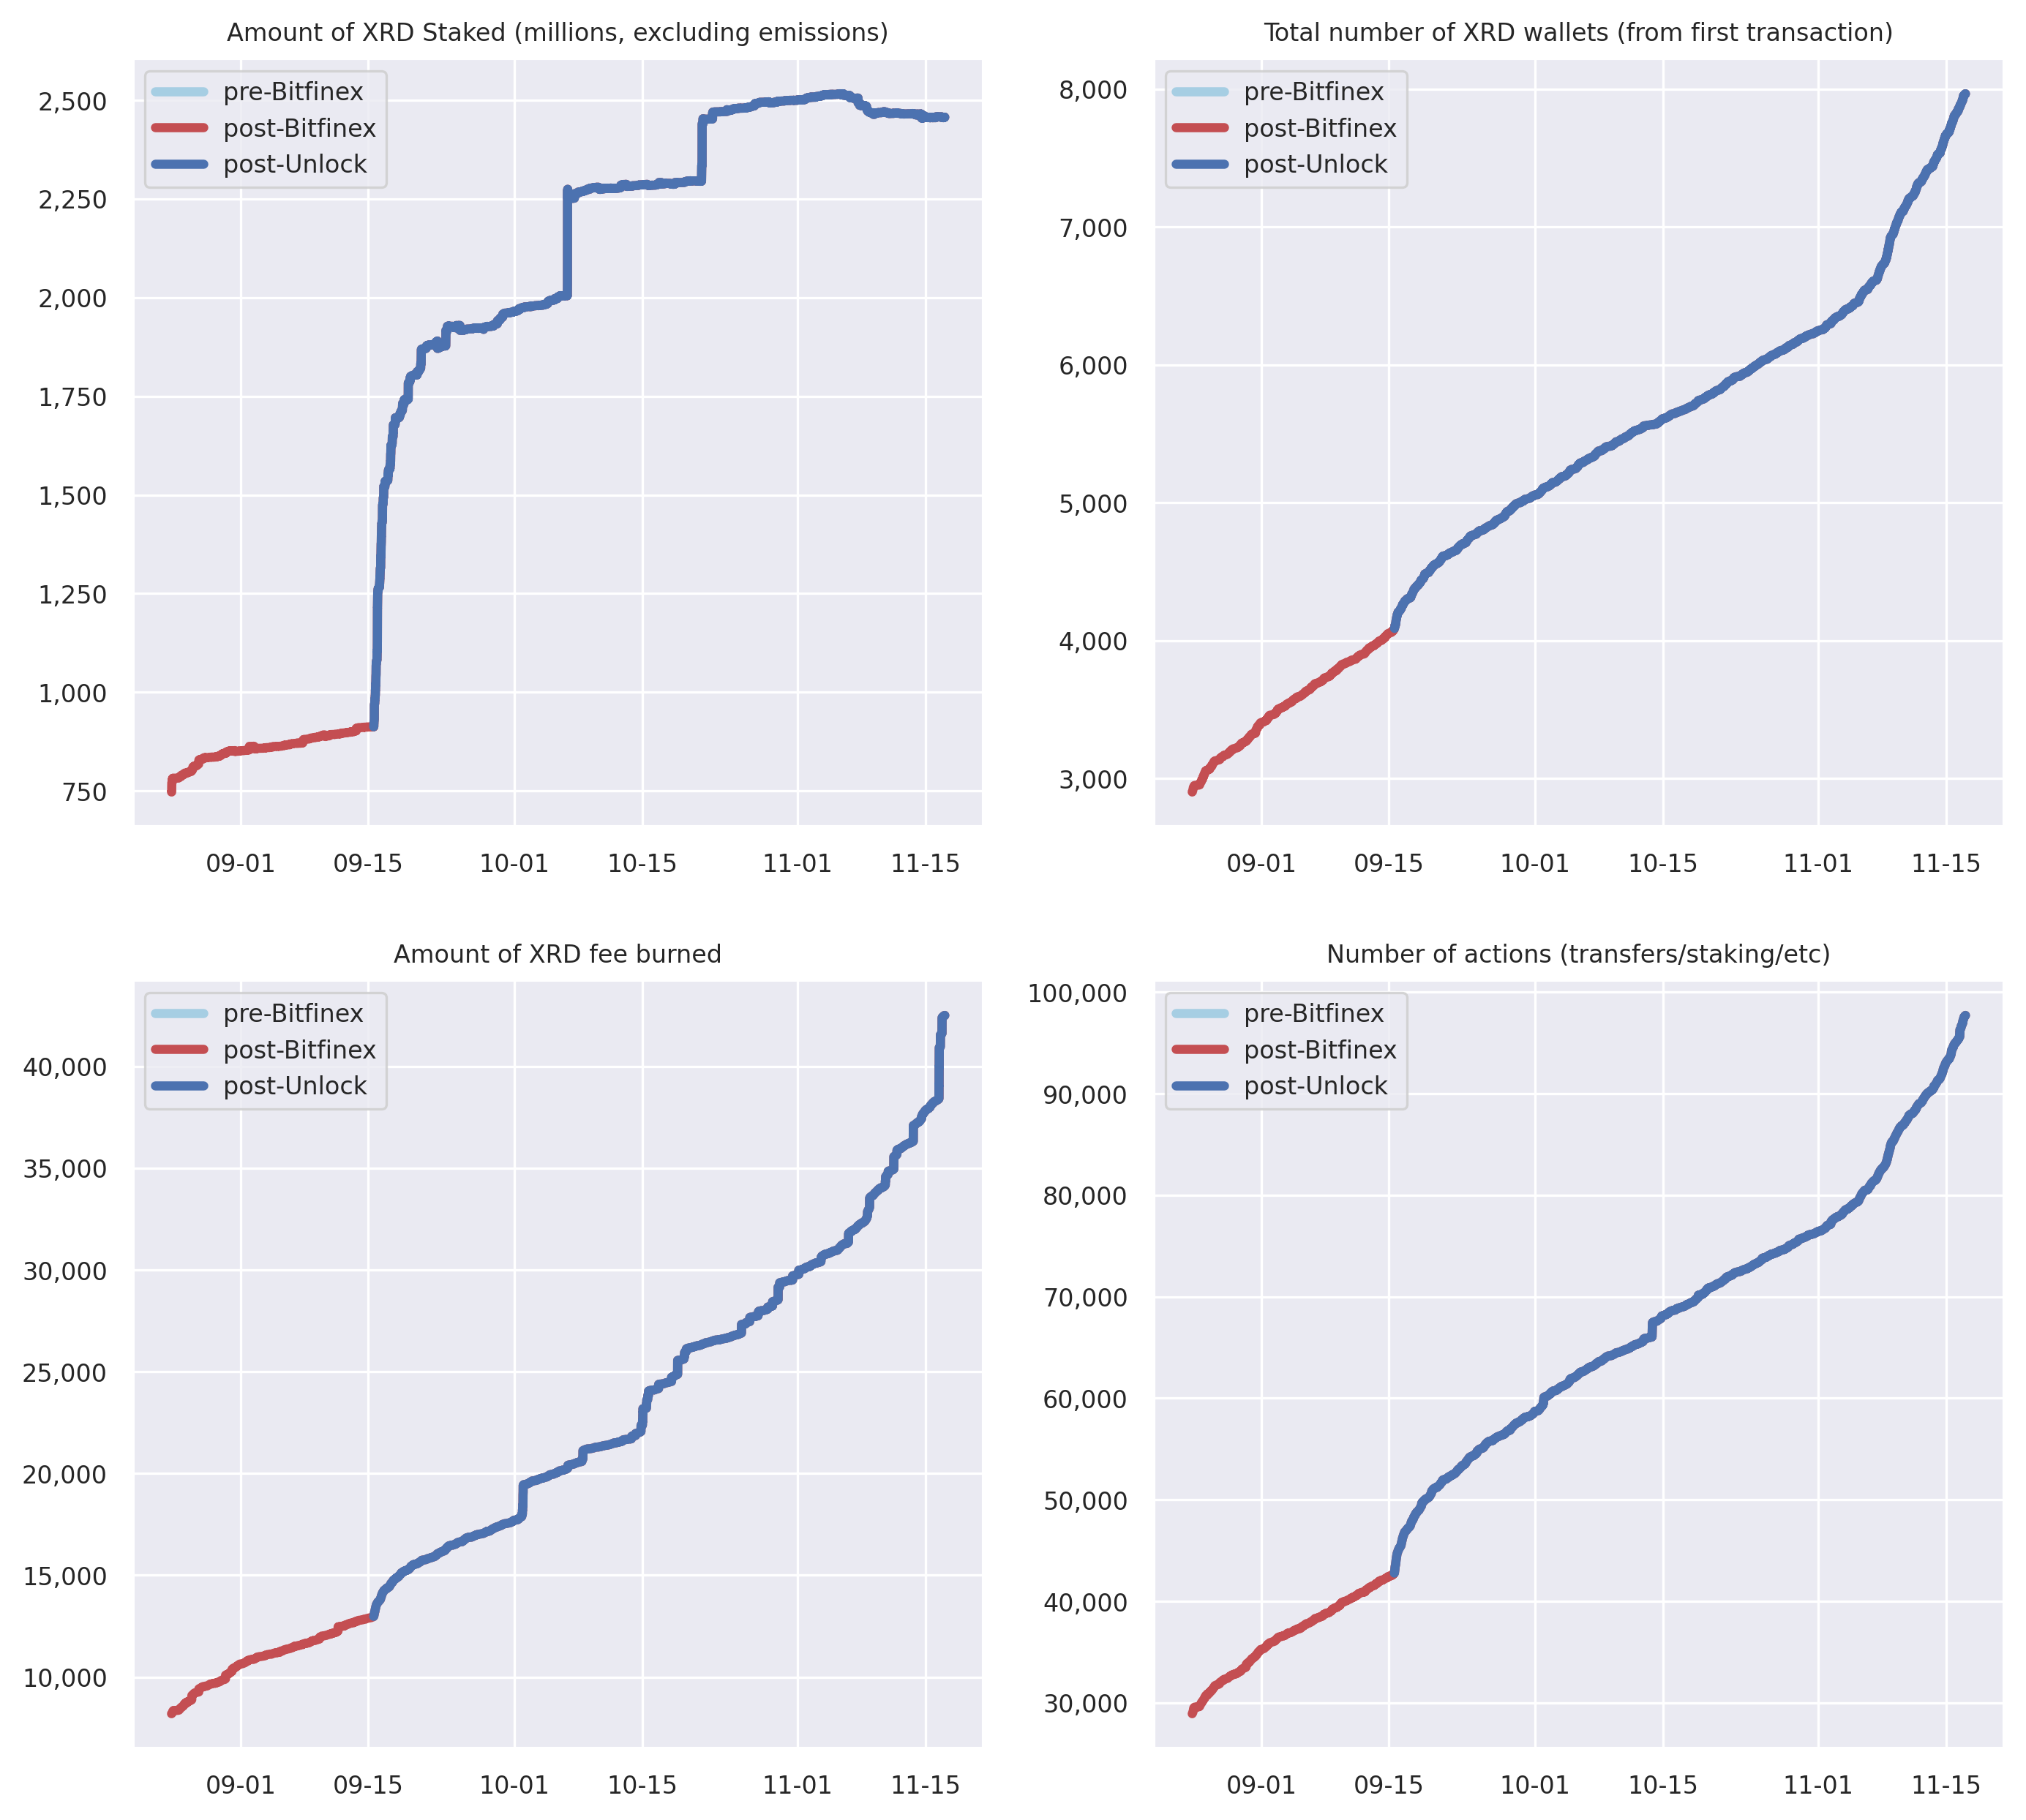 Amount of XRD Staked (millions, excluding emissions)
pre-Bitfinex
post-Bitfinex
post-Unlock
2,500
2,250
2,000
1,750
1,500
1,250
1,000
750
09-01 09-15 10-01 10-15 11-01 11-15
Total number of XRD wallets (from first transaction)
pre-Bitfinex
post-Bitfinex
post-Unlock
8,000
7,000
6,000
5,000
4,000
3,000
09-01 09-15 10-01 10-15 11-01 11-15
Amount of XRD fee burned
pre-Bitfinex
post-Bitfinex
post-Unlock
40,000
35,000
30,000
25,000
20,000
15,000
10,000
09-01 09-15 10-01 10-15 11-01 11-15
Number of actions (transfers/staking/etc)
pre-Bitfinex
post-Bitfinex
post-Unlock
100,000
90,000
80,000
70,000
60,000
50,000
40,000
30,000
09-01 09-15 10-01 10-15 11-01 11-15